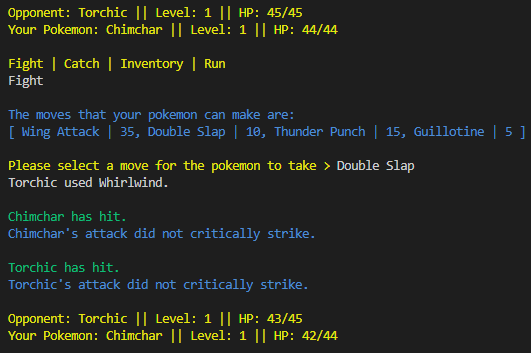 Opponent: Torchic || Level: 1 || HP: 45/45
Your Pokemon: Chimchar || Level: 1 || HP: 44/44
Fight | Catch | Inventory | Run
Fight
The moves that your pokemon can make are:
[ Wing Attack | 35, Double Slap | 10, Thunder Punch | 15, Guillotine | 5 ]
Please select a move for the pokemon to take > Double Slap
Torchic used Whirlwind.
Chimchar has hit.
Chimchar's attack did not critically strike.
Torchic has hit.
Torchic's attack did not critically strike.
Opponent: Torchic || Level: 1 || HP: 43/45
Your Pokemon: Chimchar || Level: 1 || HP: 42/44